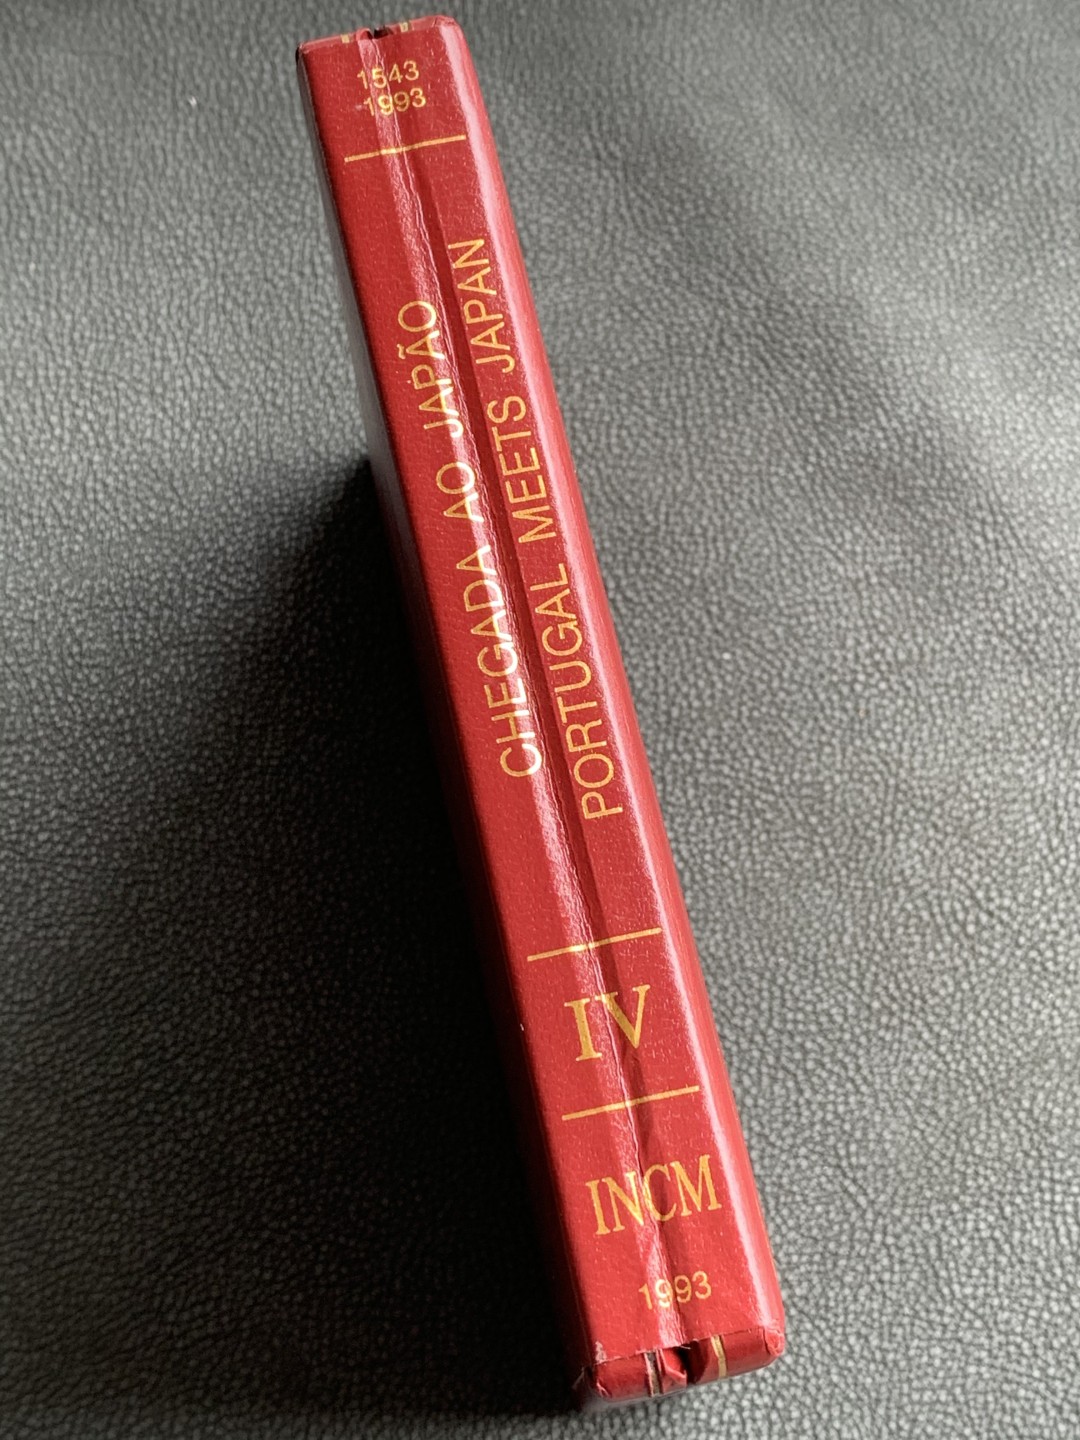 1543
1993
CHEGADA AO JAPÃO
PORTUGAL MEETS JAPAN
IV
INCM
1993